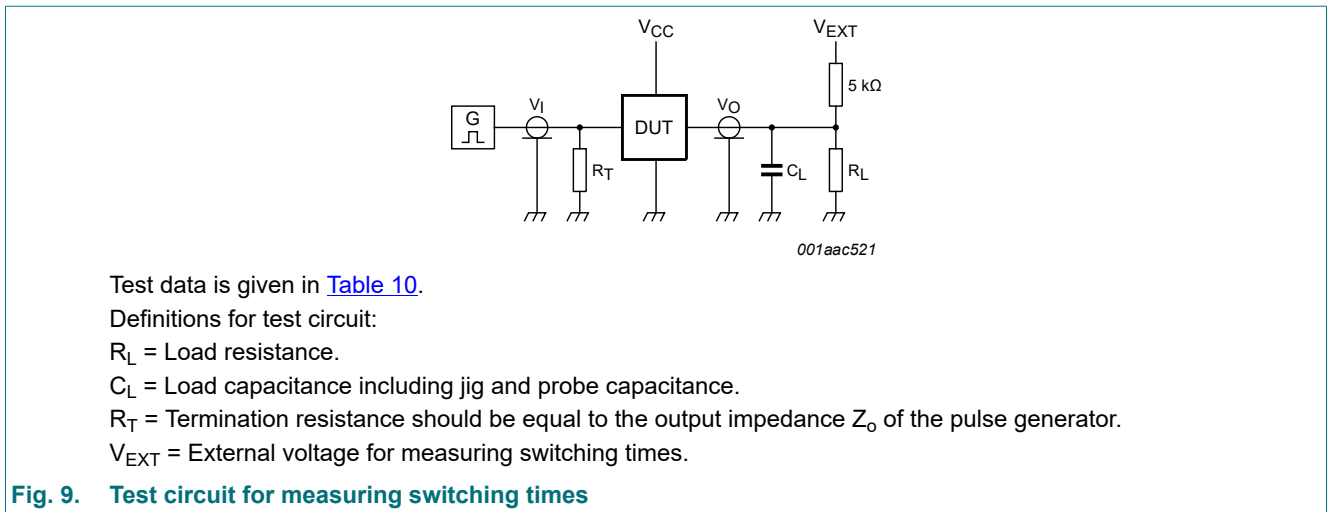 VCC
VEXT
5 kΩ
G
VI
DUT
VO
RT
CL
RL
001aac521
Test data is given in Table 10.
Definitions for test circuit:
RL = Load resistance.
CL = Load capacitance including jig and probe capacitance.
RT = Termination resistance should be equal to the output impedance Zo of the pulse generator.
VEXT = External voltage for measuring switching times.
Fig. 9. Test circuit for measuring switching times